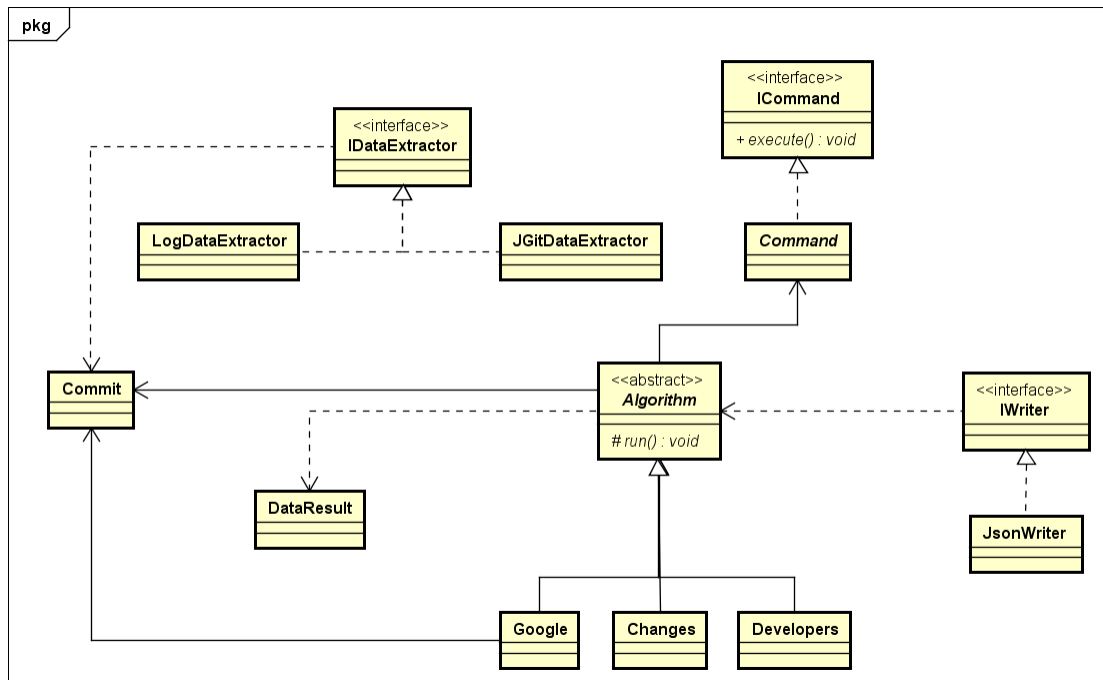 pkg
<<interface>>
ICommand
+ execute() : void
<<interface>>
IDataExtractor
LogDataExtractor
JGitDataExtractor
Command
Commit
<<abstract>>
Algorithm
# run() : void
<<interface>>
IWriter
DataResult
JsonWriter
Google
Changes
Developers